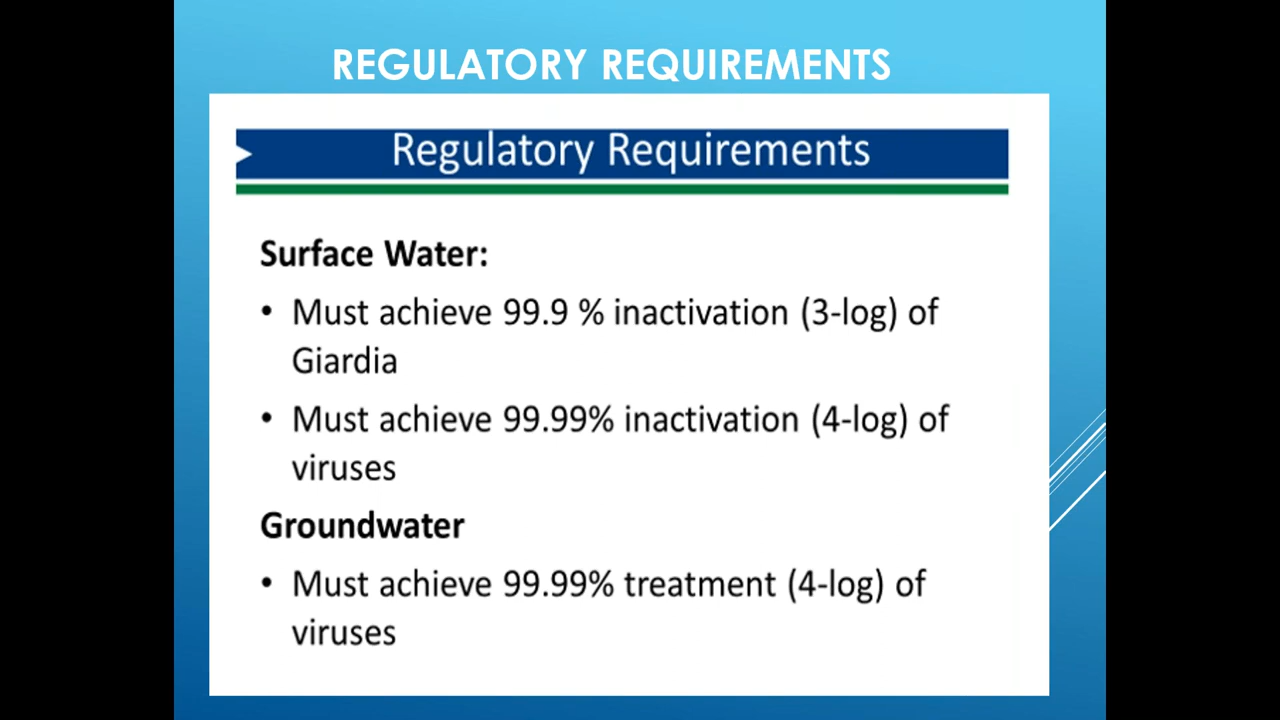 REGULATORY REQUIREMENTS
Regulatory Requirements
Surface Water:
• Must achieve 99.9 % inactivation (3-log) of
Giardia
• Must achieve 99.99% inactivation (4-log) of
viruses
Groundwater
• Must achieve 99.99% treatment (4-log) of
viruses